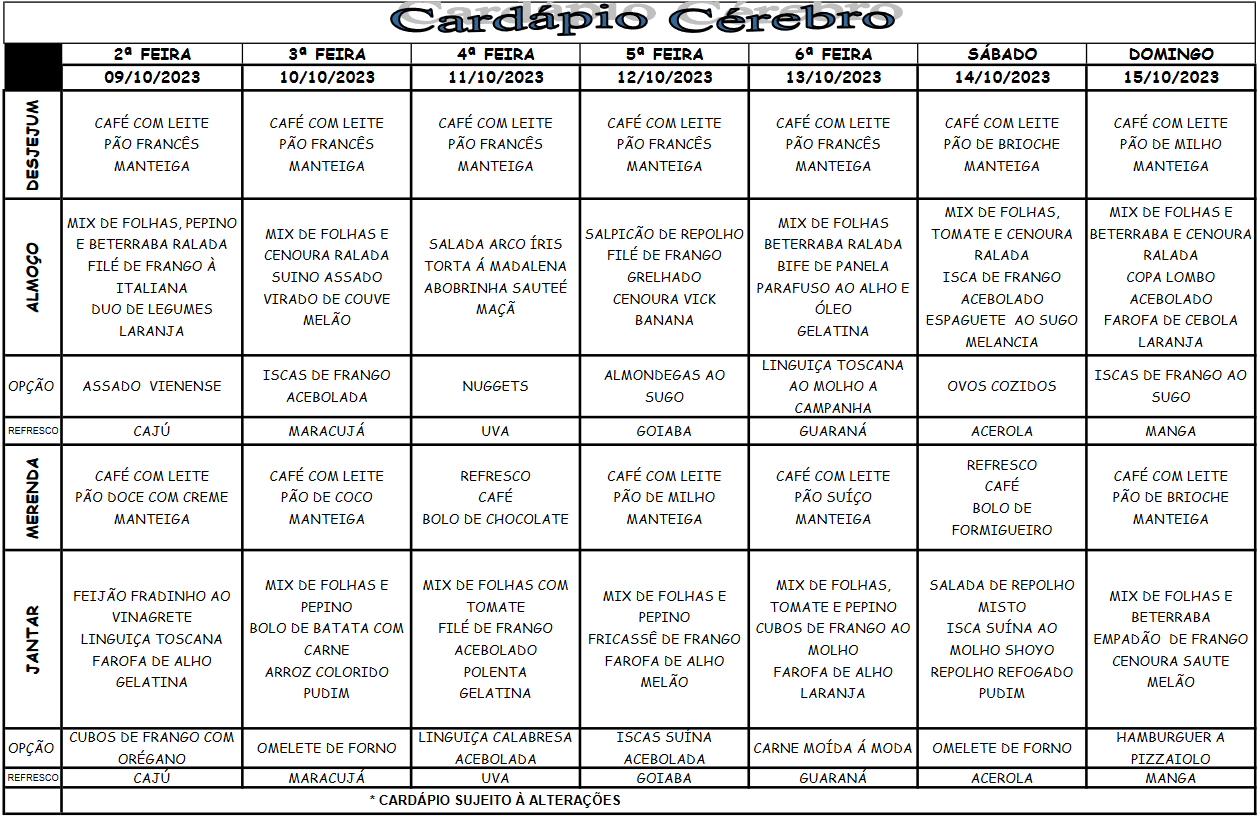 Cardápio Cérebro
2ª FEIRA 3ª FEIRA 4ª FEIRA 5ª FEIRA 6ª FEIRA SÁBADO DOMINGO
09/10/2023 10/10/2023 11/10/2023 12/10/2023 13/10/2023 14/10/2023 15/10/2023
DESJEJUM
CAFÉ COM LEITE
PÃO FRANCÊS
MANTEIGA
CAFÉ COM LEITE
PÃO FRANCÊS
MANTEIGA
CAFÉ COM LEITE
PÃO FRANCÊS
MANTEIGA
CAFÉ COM LEITE
PÃO FRANCÊS
MANTEIGA
CAFÉ COM LEITE
PÃO FRANCÊS
MANTEIGA
CAFÉ COM LEITE
PÃO DE BRIOCHE
MANTEIGA
CAFÉ COM LEITE
PÃO DE MILHO
MANTEIGA
ALMOÇO
MIX DE FOLHAS, PEPINO
E BETERRABA RALADA
FILÉ DE FRANGO À
ITALIANA
DUO DE LEGUMES
LARANJA
MIX DE FOLHAS E
CENOURA RALADA
SUINO ASSADO
VIRADO DE COUVE
MELÃO
SALADA ARCO ÍRIS
TORTA Á MADALENA
ABOBRINHA SAUTEÉ
MAÇÃ
SALPICÃO DE REPOLHO
FILÉ DE FRANGO
GRELHADO
CENOURA VICK
BANANA
MIX DE FOLHAS
BETERRABA RALADA
BIFE DE PANELA
PARAFUSO AO ALHO E
ÓLEO
GELATINA
MIX DE FOLHAS,
TOMATE E CENOURA
RALADA
ISCA DE FRANGO
ACEBOLADO
ESPAGUETE AO SUGO
MELANCIA
MIX DE FOLHAS E
BETERRABA E CENOURA
RALADA
COPA LOMBO
ACEBOLADO
FAROFA DE CEBOLA
LARANJA
OPÇÃO
ASSADO VIENENSE
ISCAS DE FRANGO
ACEBOLADA
NUGGETS
ALMONDEGAS AO
SUGO
LINGUIÇA TOSCANA
AO MOLHO A
CAMPANHA
OVOS COZIDOS
ISCAS DE FRANGO AO
SUGO
REFRESCO CAJÚ MARACUJÁ UVA GOIABA GUARANÁ ACEROLA MANGA
MERENDA
CAFÉ COM LEITE
PÃO DOCE COM CREME
MANTEIGA
CAFÉ COM LEITE
PÃO DE COCO
MANTEIGA
REFRESCO
CAFÉ
BOLO DE CHOCOLATE
CAFÉ COM LEITE
PÃO DE MILHO
MANTEIGA
CAFÉ COM LEITE
PÃO SUÍÇO
MANTEIGA
REFRESCO
CAFÉ
BOLO DE
FORMIGUEIRO
CAFÉ COM LEITE
PÃO DE BRIOCHE
MANTEIGA
JANTAR
FEIJÃO FRADINHO AO
VINAGRETE
LINGUIÇA TOSCANA
FAROFA DE ALHO
GELATINA
MIX DE FOLHAS E
PEPINO
BOLO DE BATATA COM
CARNE
ARROZ COLORIDO
PUDIM
MIX DE FOLHAS COM
TOMATE
FILÉ DE FRANGO
ACEBOLADO
POLENTA
GELATINA
MIX DE FOLHAS E
PEPINO
FRICASSÊ DE FRANGO
FAROFA DE ALHO
MELÃO
MIX DE FOLHAS,
TOMATE E PEPINO
CUBOS DE FRANGO AO
MOLHO
FAROFA DE ALHO
LARANJA
SALADA DE REPOLHO
MISTO
ISCA SUÍNA AO
MOLHO SHOYO
REPOLHO REFOGADO
PUDIM
MIX DE FOLHAS E
BETERRABA
EMPADÃO DE FRANGO
CENOURA SAUTE
MELÃO
OPÇÃO
CUBOS DE FRANGO COM
ORÉGANO
OMELETE DE FORNO
LINGUIÇA CALABRESA
ACEBOLADA
ISCAS SUÍNA
ACEBOLADA
CARNE MOÍDA Á MODA
OMELETE DE FORNO
HAMBURGUER A
PIZZAIOLO
REFRESCO CAJÚ MARACUJÁ UVA GOIABA GUARANÁ ACEROLA MANGA
* CARDÁPIO SUJEITO À ALTERAÇÕES